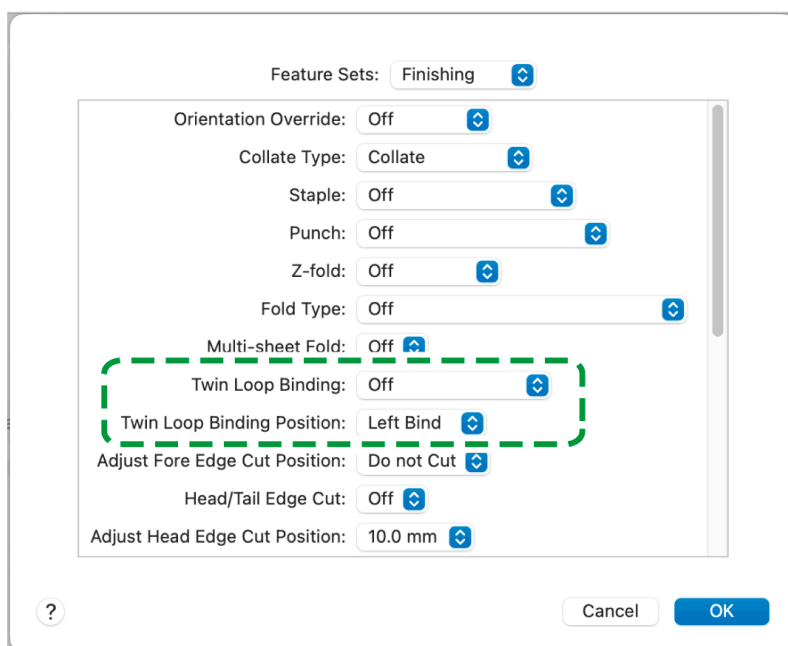 Feature Sets: Finishing
Orientation Override: Off
Collate Type: Collate
Staple: Off
Punch: Off
Z-fold: Off
Fold Type: Off
Multi-sheet Fold: Off
Twin Loop Binding: Off
Twin Loop Binding Position: Left Bind
Adjust Fore Edge Cut Position: Do not Cut
Head/Tail Edge Cut: Off
Adjust Head Edge Cut Position: 10.0 mm
? Cancel OK